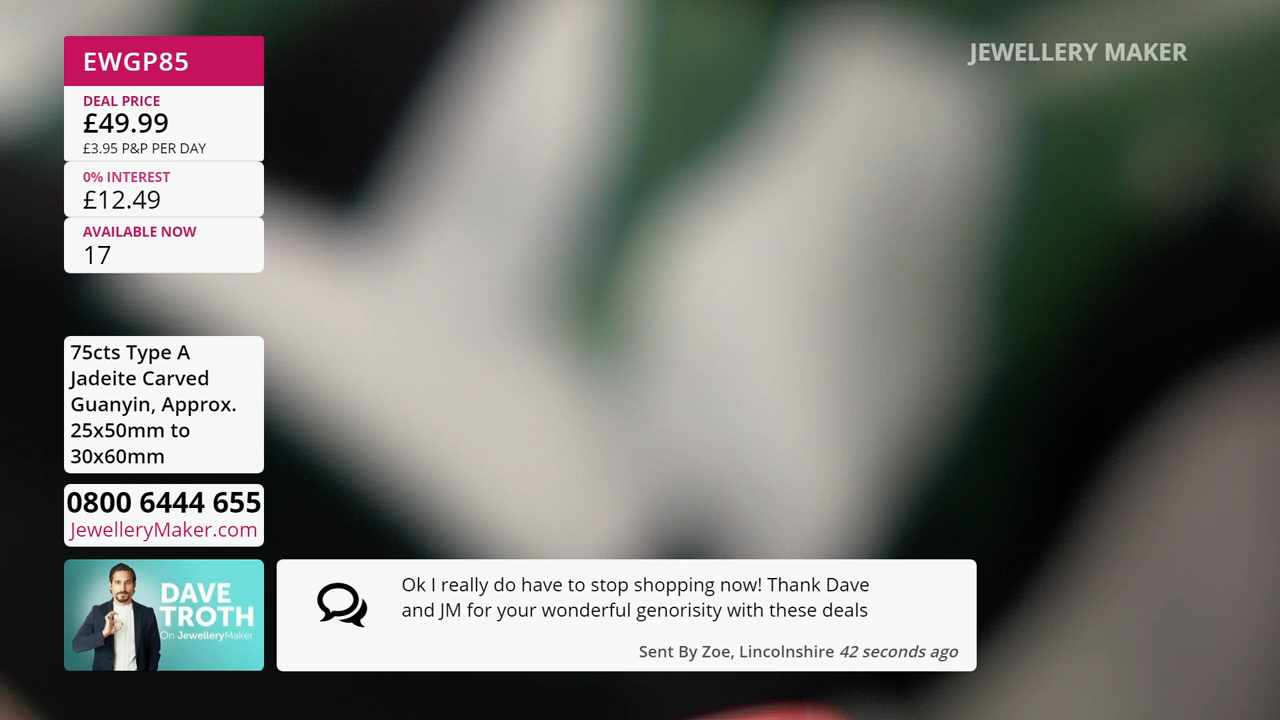 EWGP85
DEAL PRICE
£49.99
£3.95 P&P PER DAY
0% INTEREST
£12.49
AVAILABLE NOW
17
75cts Type A
Jadeite Carved
Guanyin, Approx.
25x50mm to
30x60mm
0800 6444 655
JewelleryMaker.com
DAVE
TROTH
On JewelleryMaker
Ok I really do have to stop shopping now! Thank Dave
and JM for your wonderful genorisity with these deals
Sent By Zoe, Lincolnshire 42 seconds ago
JEWELLERY MAKER